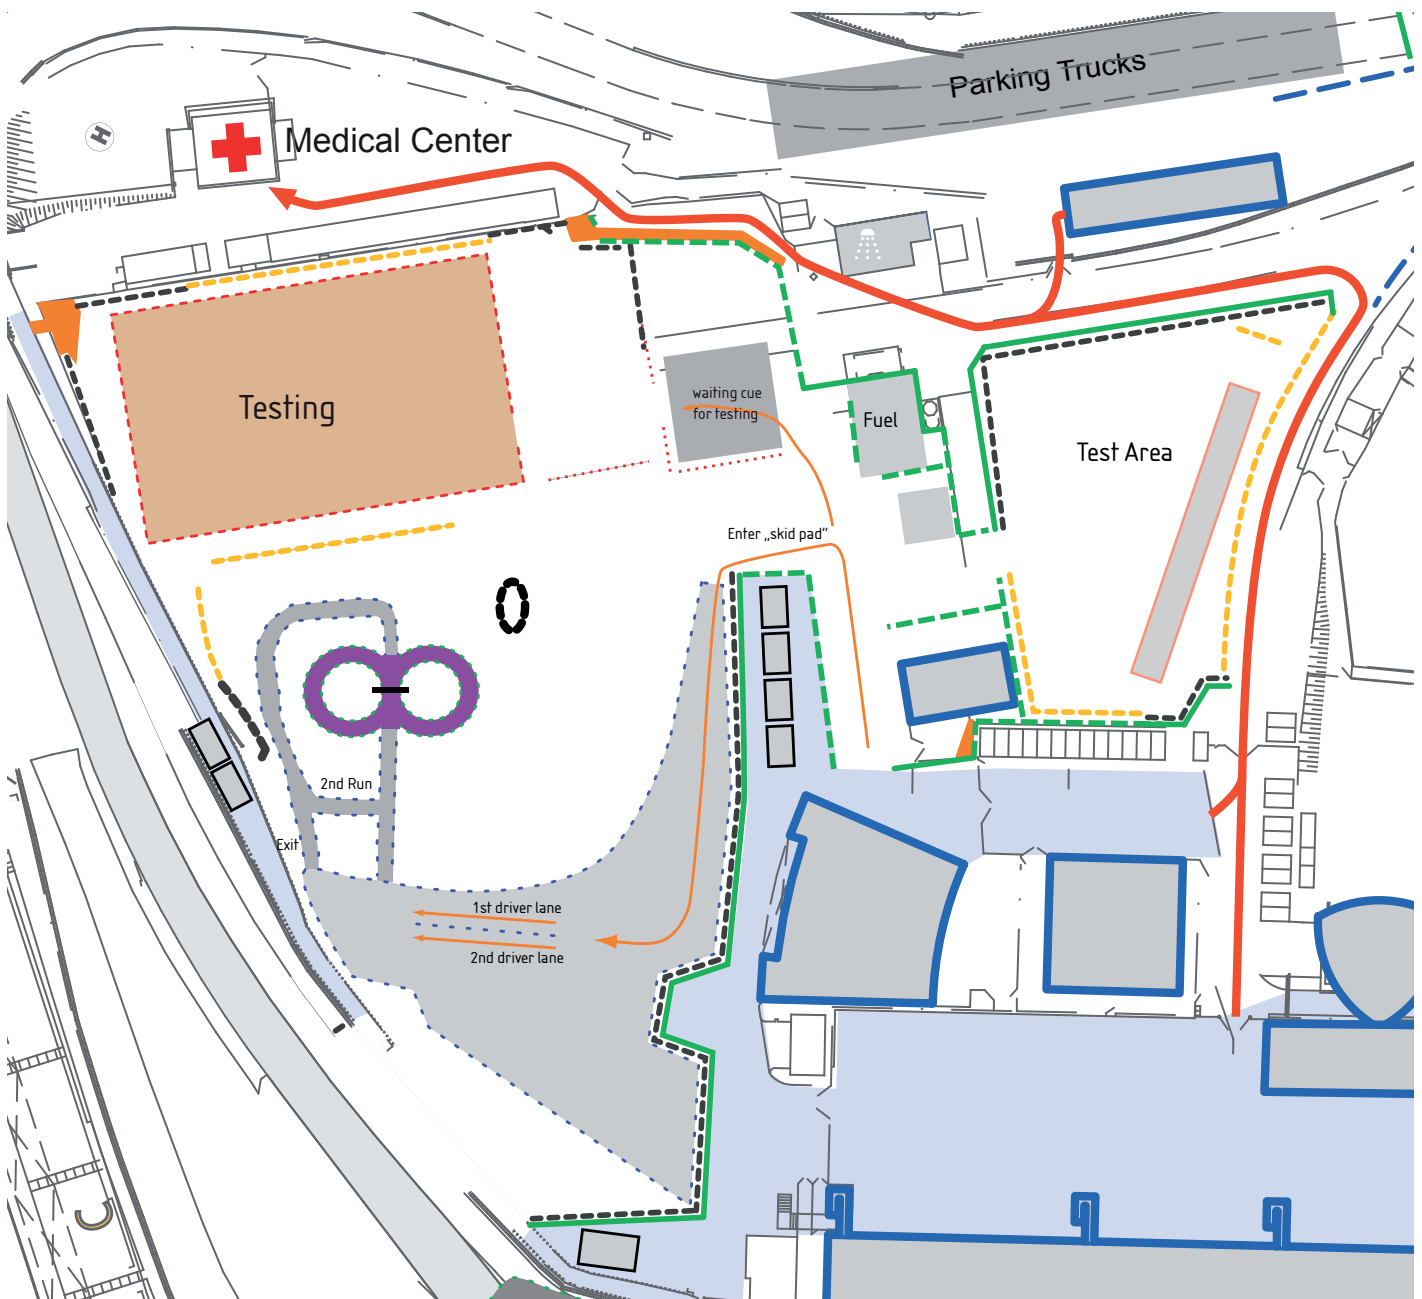 Parking Trucks
H
Medical Center
Testing
waiting cue
for testing
Fuel
Test Area
Enter „skid pad“
2nd Run
Exit
1st driver lane
2nd driver lane